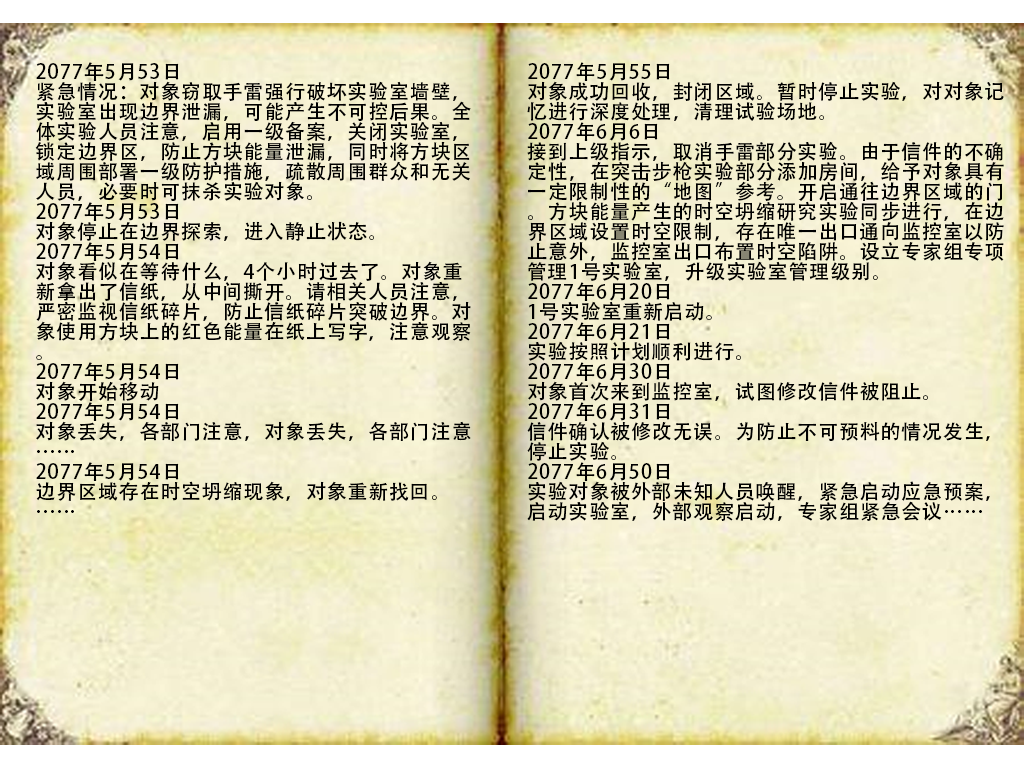 2077年5月53日
紧急情况：对象窃取手雷强行破坏实验室墙壁，
实验室出现边界泄漏，可能产生不可控后果。全
体实验人员注意，启用一级备案，关闭实验室，
锁定边界区，防止方块能量泄漏，同时将方块区
域周围部署一级防护措施，疏散周围群众和无关
人员，必要时可抹杀实验对象。
2077年5月53日
对象停止在边界探索，进入静止状态。
2077年5月54日
对象看似在等待什么，4个小时过去了。对象重
新拿出了信纸，从中间撕开。请相关人员注意，
严密监视信纸碎片，防止信纸碎片突破边界。对
象使用方块上的红色能量在纸上写字，注意观察
。
2077年5月54日
对象开始移动
2077年5月54日
对象丢失，各部门注意，对象丢失，各部门注意
……
2077年5月54日
边界区域存在时空坍缩现象，对象重新找回。
……
2077年5月55日
对象成功回收，封闭区域。暂时停止实验，对对象记
忆进行深度处理，清理试验场地。
2077年6月6日
接到上级指示，取消手雷部分实验。由于信件的不确
定性，在突击步枪实验部分添加房间，给予对象具有
一定限制性的“地图”参考。开启通往边界区域的门
。方块能量产生的时空坍缩研究实验同步进行，在边
界区域设置时空限制，存在唯一出口通向监控室以防
止意外，监控室出口布置时空陷阱。设立专家组专项
管理1号实验室，升级实验室管理级别。
2077年6月20日
1号实验室重新启动。
2077年6月21日
实验按照计划顺利进行。
2077年6月30日
对象首次来到监控室，试图修改信件被阻止。
2077年6月31日
信件确认被修改无误。为防止不可预料的情况发生，
停止实验。
2077年6月50日
实验对象被外部未知人员唤醒，紧急启动应急预案，
启动实验室，外部观察启动，专家组紧急会议……